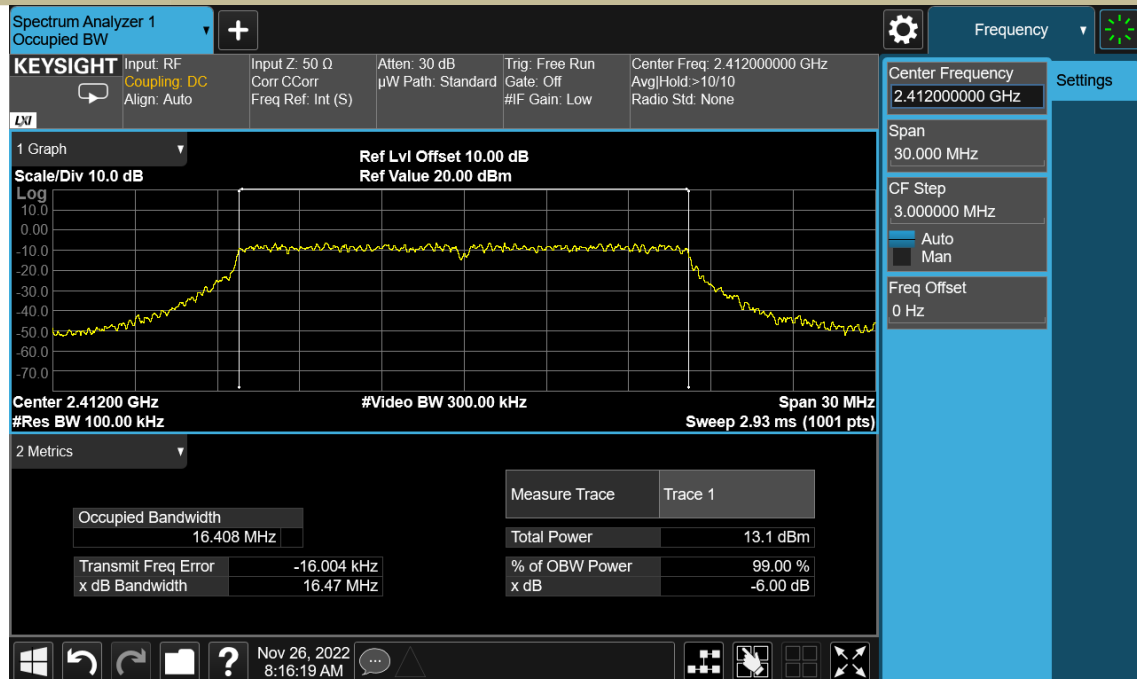 Spectrum Analyzer 1
Occupied BW
+
Frequency
KEYSIGHT
LXI
Input: RF
Coupling: DC
Align: Auto
Input Z: 50 Ω
Corr CCorr
Freq Ref: Int (S)
Atten: 30 dB
µW Path: Standard
Trig: Free Run
Gate: Off
#IF Gain: Low
Center Freq: 2.412000000 GHz
Avg|Hold:>10/10
Radio Std: None
Center Frequency
2.412000000 GHz
Settings
Span
30.000 MHz
CF Step
3.000000 MHz
Auto
Man
Freq Offset
0 Hz
1 Graph
Scale/Div 10.0 dB
Ref Lvl Offset 10.00 dB
Ref Value 20.00 dBm
Log
10.0
0.00
-10.0
-20.0
-30.0
-40.0
-50.0
-60.0
-70.0
Center 2.41200 GHz
#Res BW 100.00 kHz
#Video BW 300.00 kHz
Span 30 MHz
Sweep 2.93 ms (1001 pts)
2 Metrics
Measure Trace Trace 1
Occupied Bandwidth
16.408 MHz
Total Power 13.1 dBm
Transmit Freq Error -16.004 kHz
% of OBW Power 99.00 %
x dB Bandwidth 16.47 MHz
x dB -6.00 dB
?
Nov 26, 2022
8:16:19 AM